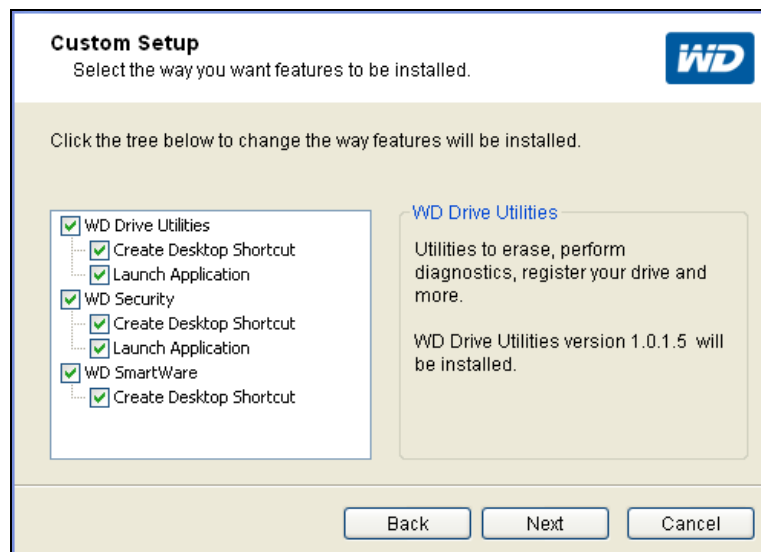 Custom Setup
Select the way you want features to be installed.
WD
Click the tree below to change the way features will be installed.
WD Drive Utilities
Create Desktop Shortcut
Launch Application
WD Security
Create Desktop Shortcut
Launch Application
WD SmartWare
Create Desktop Shortcut
WD Drive Utilities
Utilities to erase, perform
diagnostics, register your drive and
more.
WD Drive Utilities version 1.0.1.5 will
be installed.
Back
Next
Cancel